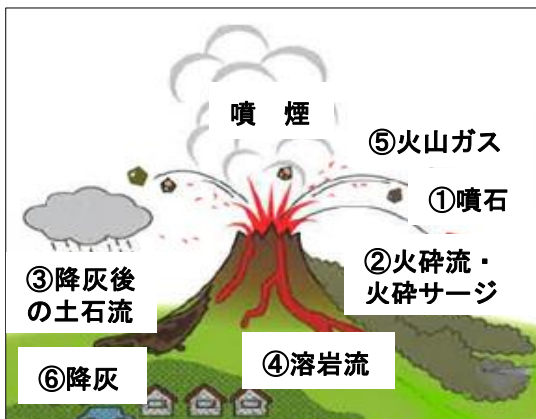 噴 煙
⑤火山ガス
①噴石
②火砕流・
火砕サージ
③降灰後
の土石流
④溶岩流
⑥降灰